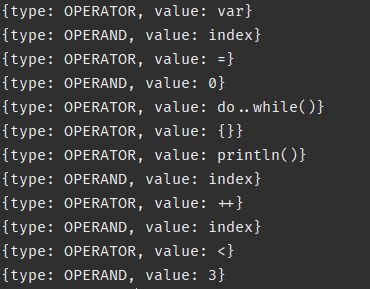 {type: OPERATOR, value: var}
{type: OPERAND, value: index}
{type: OPERATOR, value: =}
{type: OPERAND, value: 0}
{type: OPERATOR, value: do..while()}
{type: OPERATOR, value: {}}
{type: OPERATOR, value: println()}
{type: OPERAND, value: index}
{type: OPERATOR, value: ++}
{type: OPERAND, value: index}
{type: OPERATOR, value: <}
{type: OPERAND, value: 3}